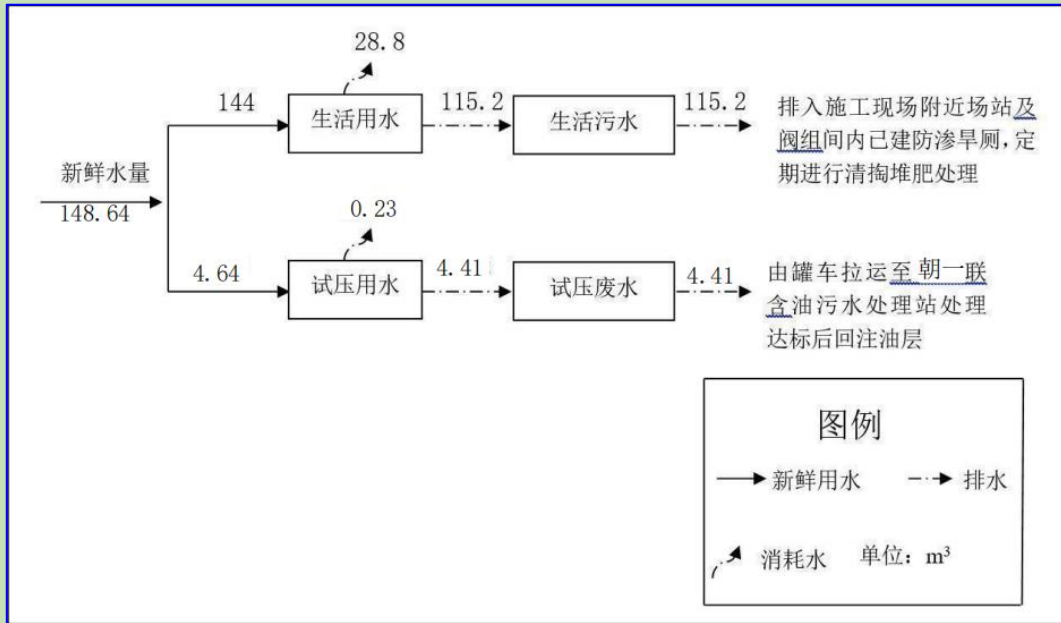 28.8
144
生活用水
115.2
生活污水
115.2
排入施工现场附近场站及
阀组间内已建防渗旱厕，定
期进行清掏堆肥处理
新鲜水量
148.64
0.23
4.64
试压用水
4.41
试压废水
4.41
由罐车拉运至朝一联
含油污水处理站处理
达标后回注油层
图例
新鲜用水
排水
消耗水
单位：m³